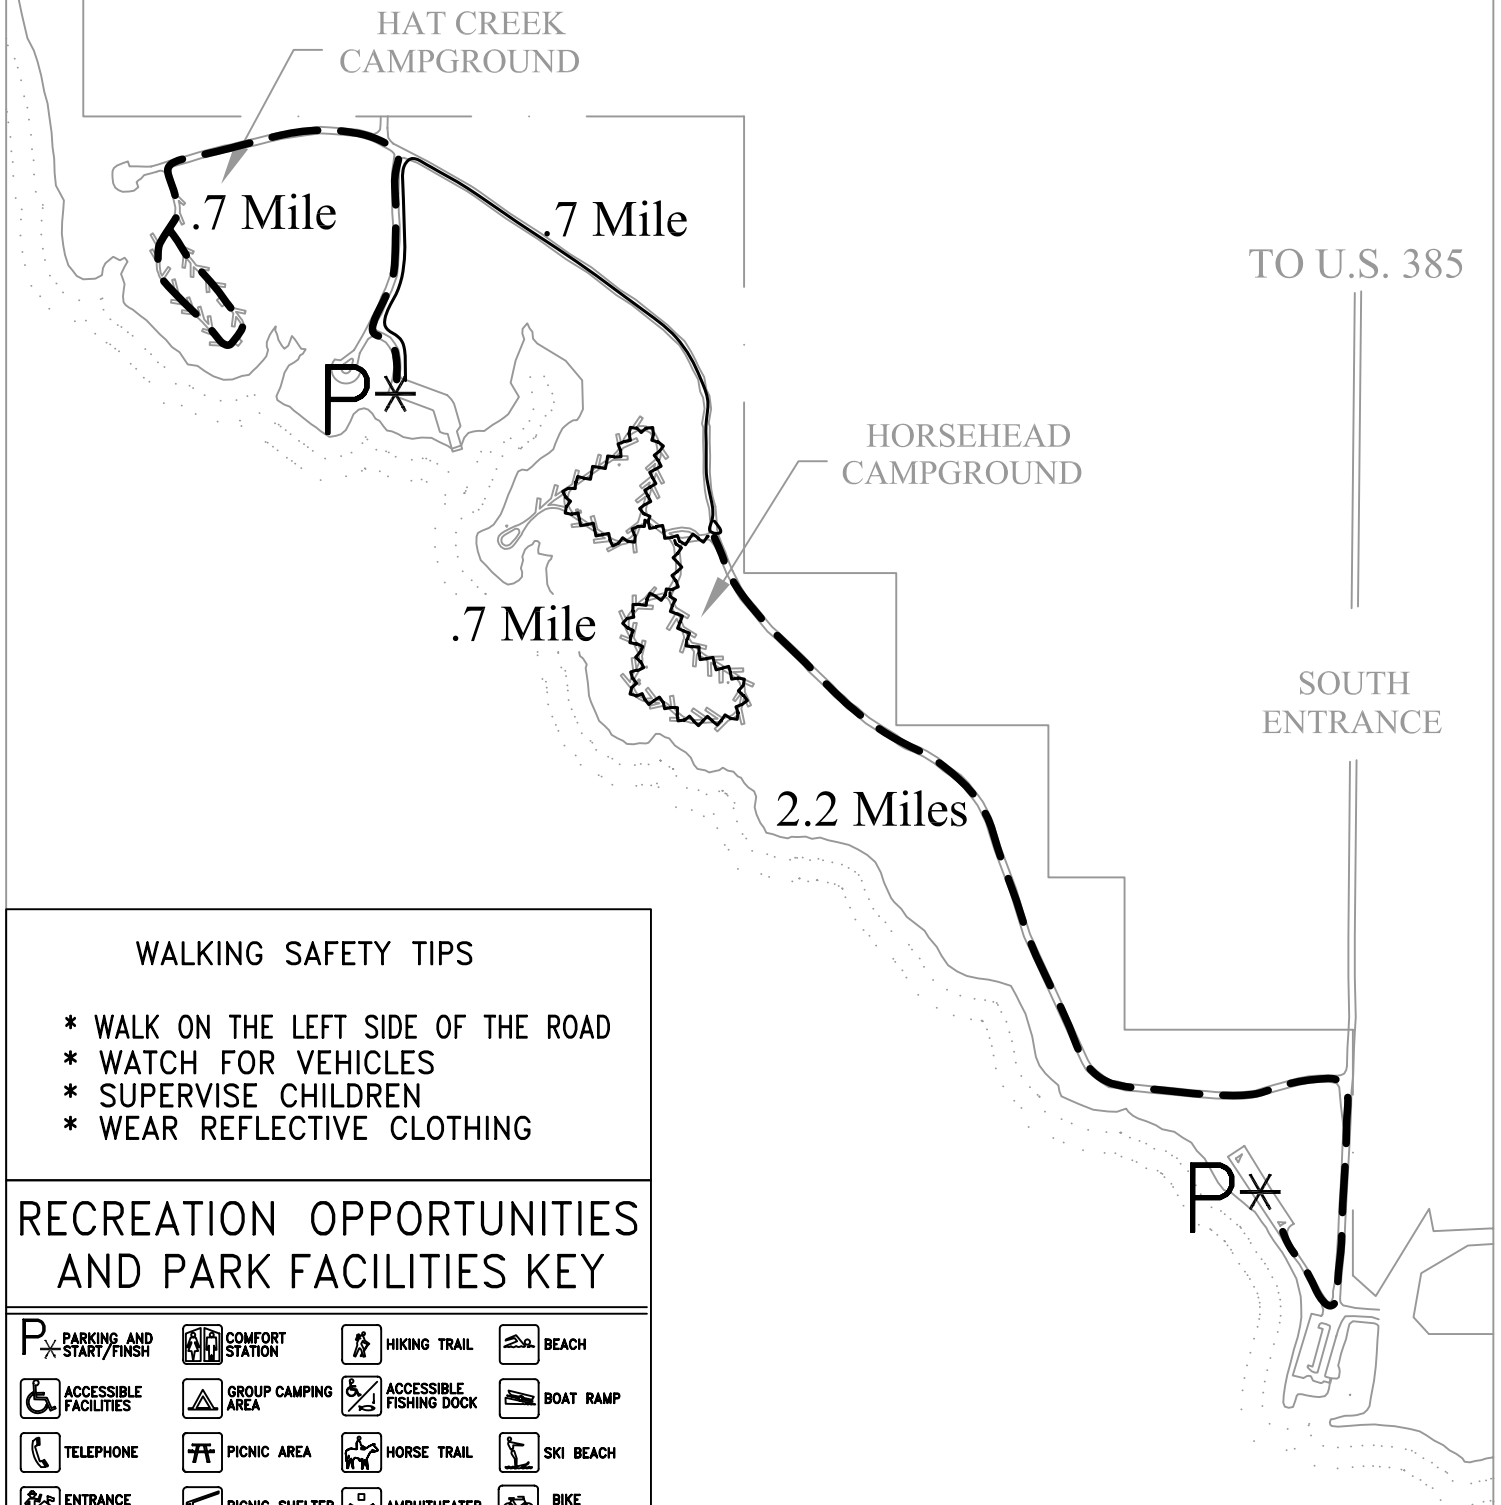 HAT CREEK
CAMPGROUND
.7 Mile
.7 Mile
TO U.S. 385
P*
HORSEHEAD
CAMPGROUND
.7 Mile
SOUTH
ENTRANCE
2.2 Miles
P*
WALKING SAFETY TIPS
* WALK ON THE LEFT SIDE OF THE ROAD
* WATCH FOR VEHICLES
* SUPERVISE CHILDREN
* WEAR REFLECTIVE CLOTHING
RECREATION OPPORTUNITIES
AND PARK FACILITIES KEY
P* PARKING AND
START/FINSH
COMFORT
STATION
HIKING TRAIL
BEACH
ACCESSIBLE
FACILITIES
GROUP CAMPING
AREA
ACCESSIBLE
FISHING DOCK
BOAT RAMP
TELEPHONE
PICNIC AREA
HORSE TRAIL
SKI BEACH
ENTRANCE
PICNIC SHELTER
AMPHITHEATER
BIKE